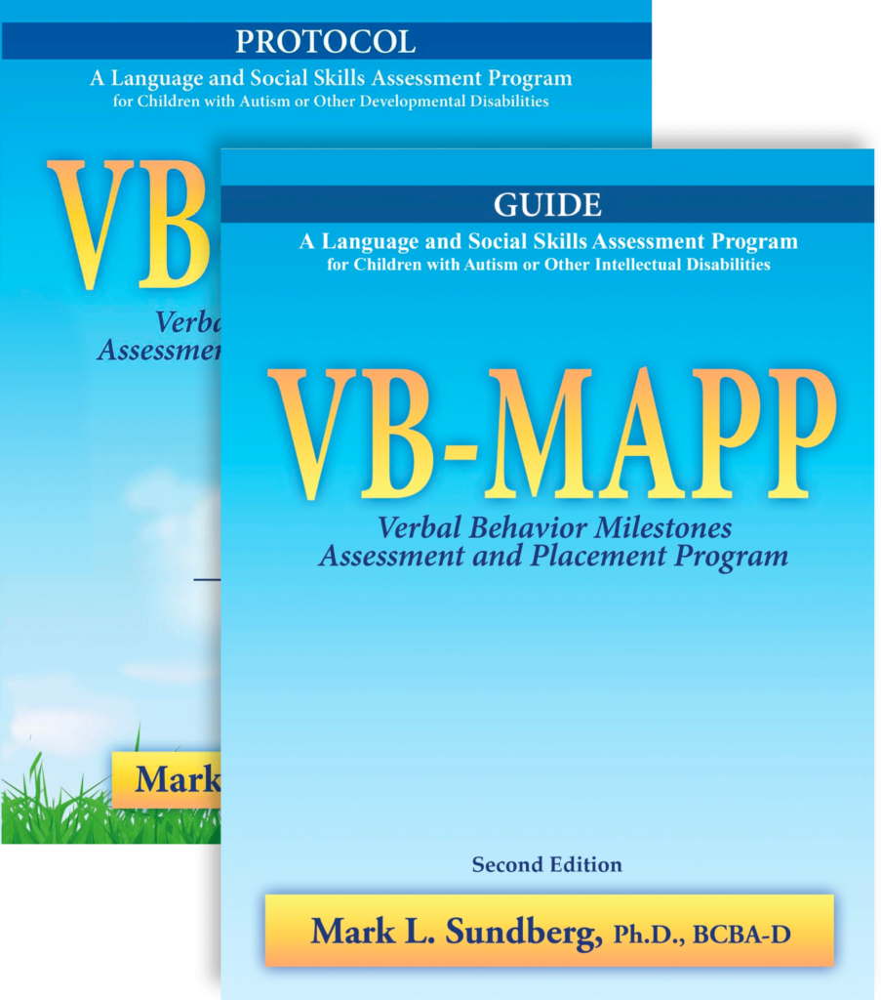 PROTOCOL
A Language and Social Skills Assessment Program
for Children with Autism or Other Developmental Disabilities
VB
Assessme
Mark
GUIDE
A Language and Social Skills Assessment Program
for Children with Autism or Other Intellectual Disabilities
VB-MAPP
Verbal Behavior Milestones
Assessment and Placement Program
Second Edition
Mark L. Sundberg, Ph.D., BCBA-D